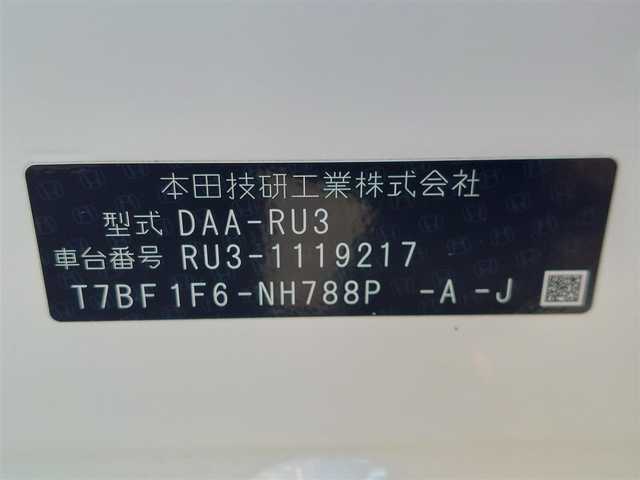 本田技研工業株式会社
型式 DAA-RU3
車台番号 RU3-1119217
T7BF1F6-NH788P -A -J